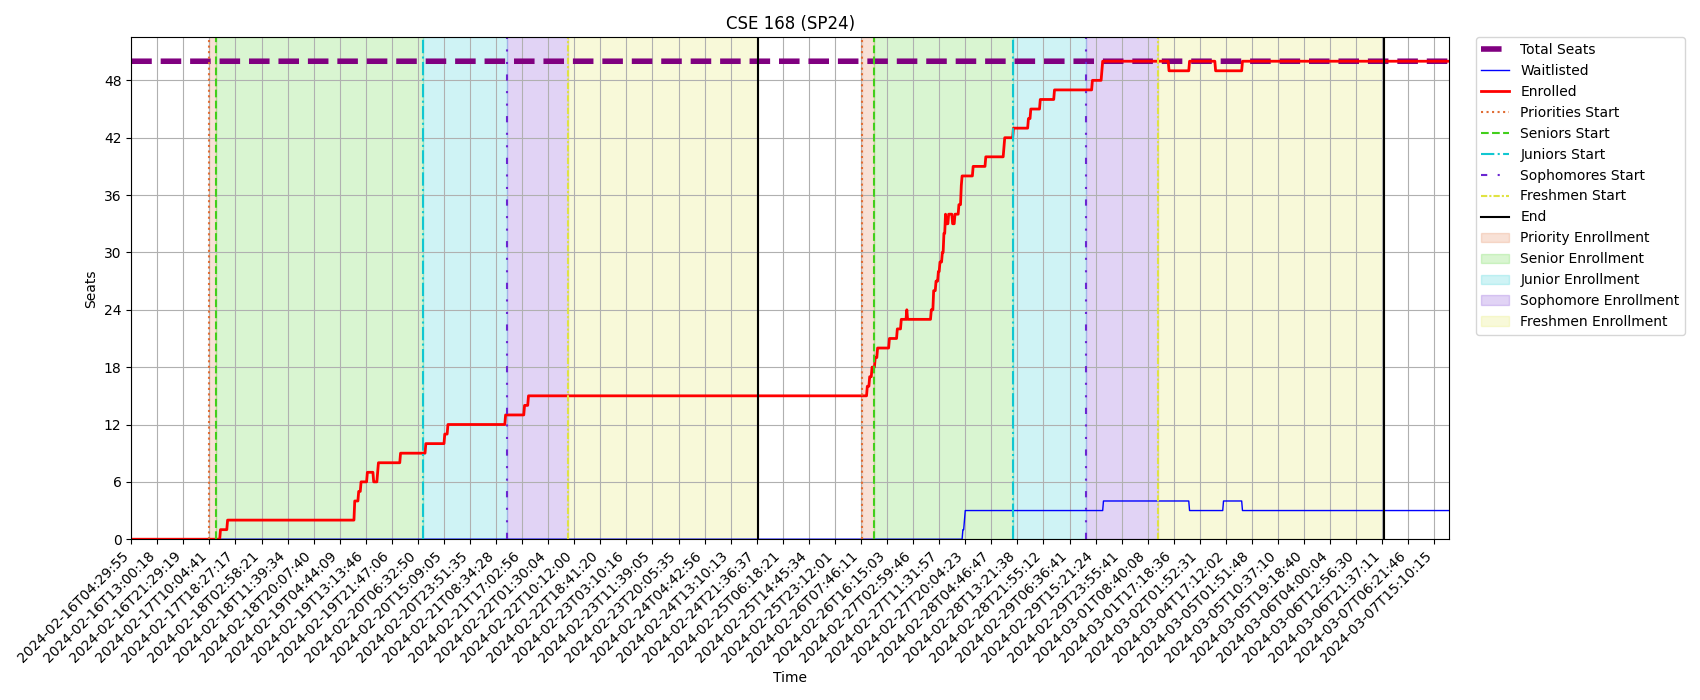 CSE 168 (SP24)
Seats
48
42
36
30
24
18
12
6
0
2024-02-16T04:29:55
2024-02-16T13:00:18
2024-02-16T21:29:19
2024-02-17T10:04:41
2024-02-17T18:27:17
2024-02-18T02:58:21
2024-02-18T11:39:34
2024-02-18T20:07:40
2024-02-19T04:44:09
2024-02-19T13:13:46
2024-02-19T21:47:06
2024-02-20T06:32:50
2024-02-20T15:09:05
2024-02-20T23:51:35
2024-02-21T08:34:28
2024-02-21T17:02:56
2024-02-22T01:30:04
2024-02-22T10:12:00
2024-02-22T18:41:20
2024-02-23T03:10:16
2024-02-23T11:39:05
2024-02-23T20:05:35
2024-02-24T04:42:56
2024-02-24T13:10:13
2024-02-24T21:36:37
2024-02-25T06:18:21
2024-02-25T14:45:34
2024-02-25T23:12:01
2024-02-26T07:46:11
2024-02-26T16:15:03
2024-02-27T02:59:46
2024-02-27T11:31:57
2024-02-27T20:04:23
2024-02-28T04:46:47
2024-02-28T13:21:38
2024-02-28T21:55:12
2024-02-29T06:36:41
2024-02-29T15:21:24
2024-02-29T23:55:41
2024-03-01T08:40:08
2024-03-01T17:18:36
2024-03-02T01:52:31
2024-03-04T17:12:02
2024-03-05T01:51:48
2024-03-05T10:37:10
2024-03-05T19:18:40
2024-03-06T04:00:04
2024-03-06T12:56:30
2024-03-06T21:37:11
2024-03-07T06:21:46
2024-03-07T15:10:15
Time
Total Seats
Waitlisted
Enrolled
Priorities Start
Seniors Start
Juniors Start
Sophomores Start
Freshmen Start
End
Priority Enrollment
Senior Enrollment
Junior Enrollment
Sophomore Enrollment
Freshmen Enrollment